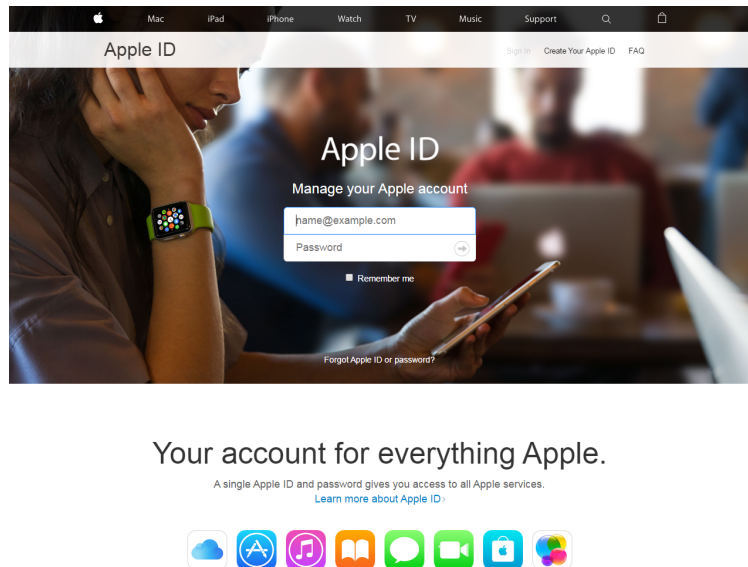 Mac iPad iPhone Watch TV Music Support
Apple ID
Sign In Create Your Apple ID FAQ
Apple ID
Manage your Apple account
name@example.com
Password
Remember me
Forgot Apple ID or password?
Your account for everything Apple.
A single Apple ID and password gives you access to all Apple services.
Learn more about Apple ID ›